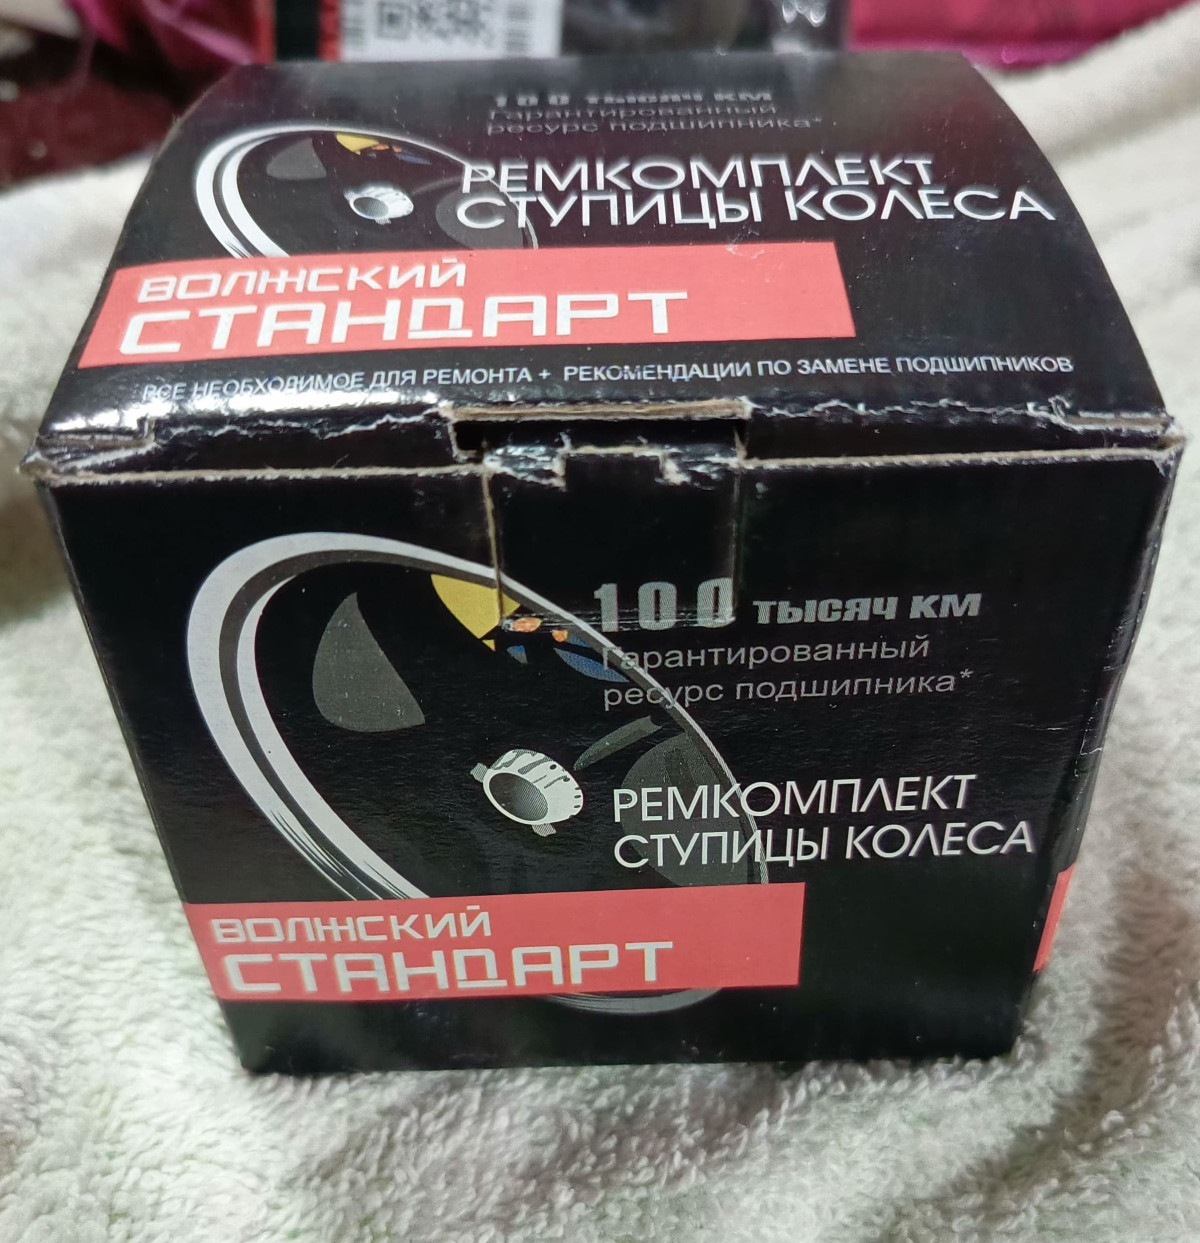 100 тысяч км
Гарантированный
ресурс подшипника*
РЕМКОМПЛЕКТ
СТУПИЦЫ КОЛЕСА
ВОЛЖСКИЙ
СТАНДАРТ
ВСЕ НЕОБХОДИМОЕ ДЛЯ РЕМОНТА + РЕКОМЕНДАЦИИ ПО ЗАМЕНЕ ПОДШИПНИКОВ
100 тысяч км
Гарантированный
ресурс подшипника*
РЕМКОМПЛЕКТ
СТУПИЦЫ КОЛЕСА
ВОЛЖСКИЙ
СТАНДАРТ